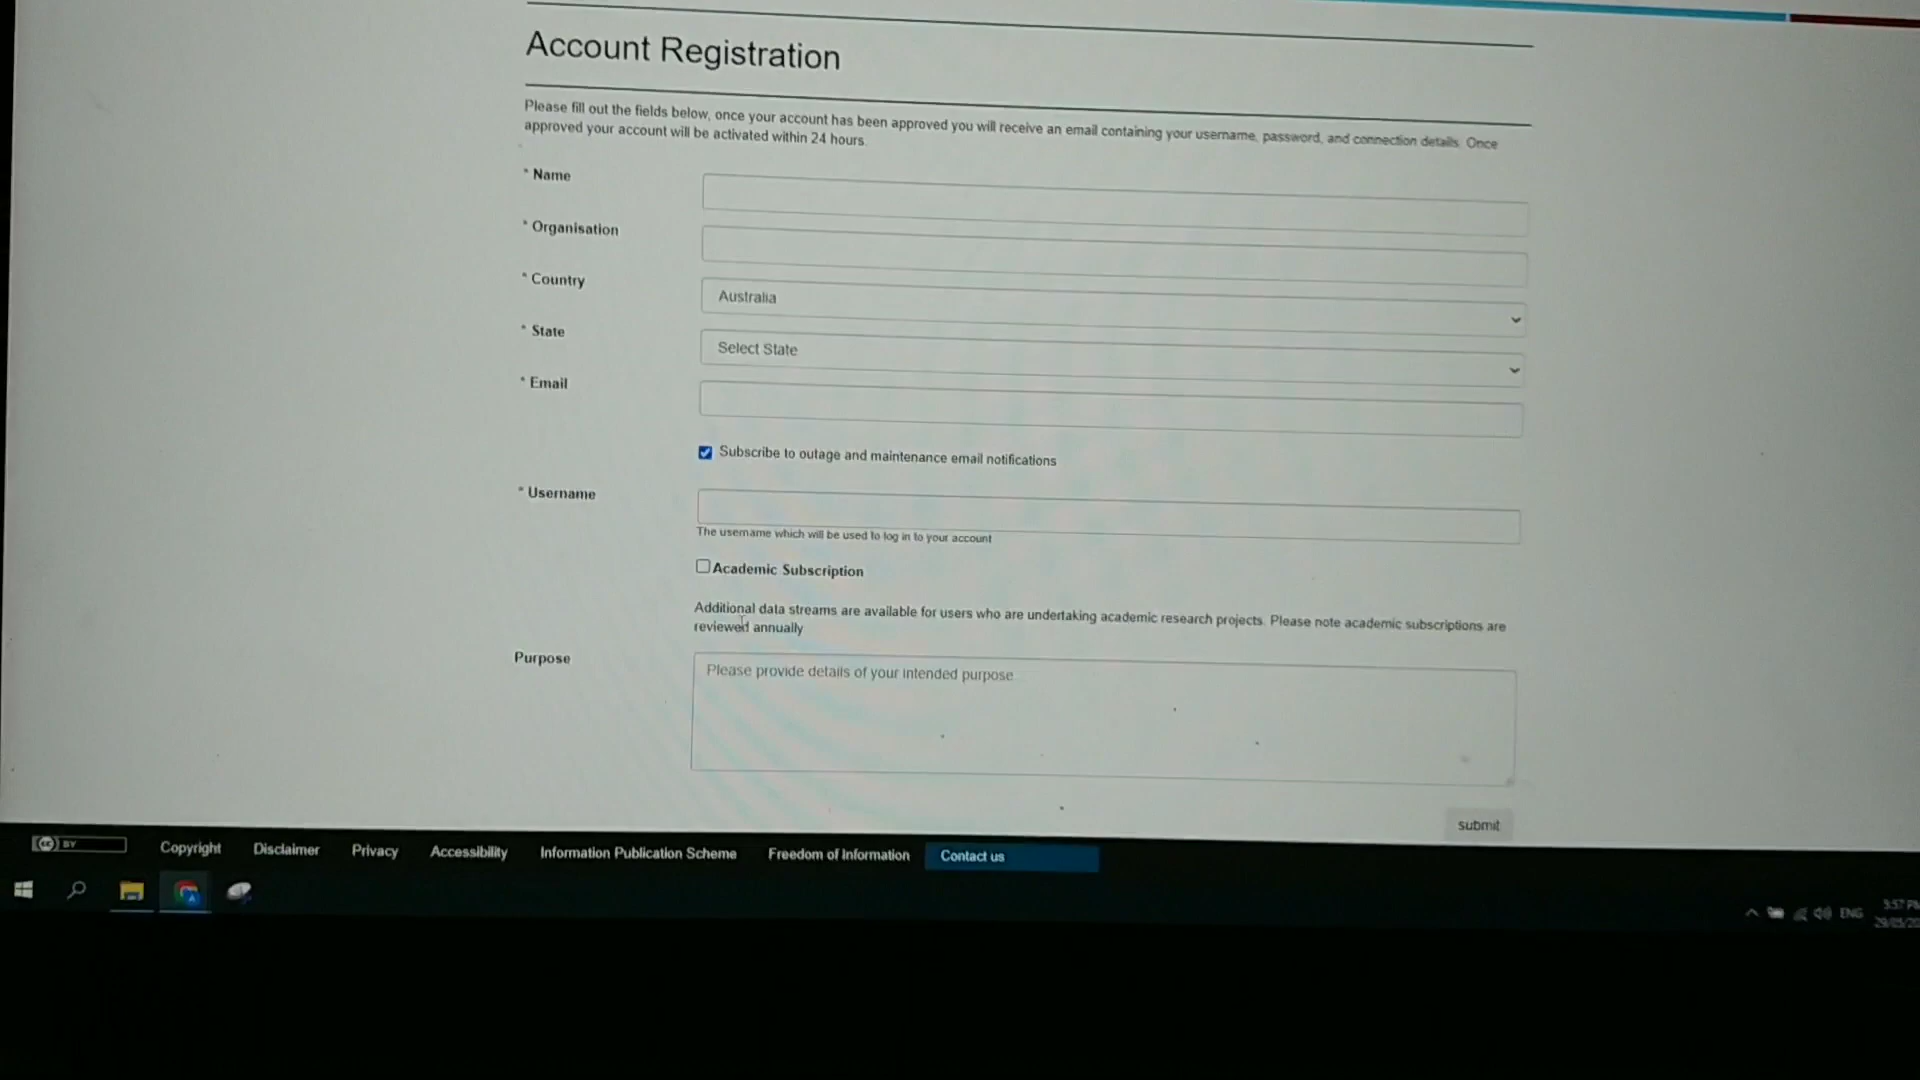 Account Registration
Please fill out the fields below, once your account has been approved you will receive an email containing your username, password, and connection details. Once
approved your account will be activated within 24 hours.
* Name
* Organisation
* Country
Australia
* State
Select State
* Email
Subscribe to outage and maintenance email notifications
* Username
The username which will be used to log in to your account
Academic Subscription
Additional data streams are available for users who are undertaking academic research projects. Please note academic subscriptions are
reviewed annually
Purpose
Please provide details of your intended purpose
submit
cc BY
Copyright
Disclaimer
Privacy
Accessibility
Information Publication Scheme
Freedom of Information
Contact us
ENG